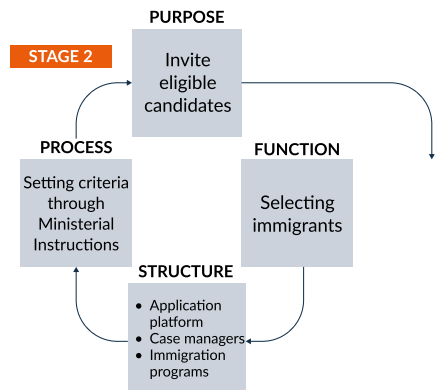 PURPOSE
STAGE 2
Invite
eligible
candidates
PROCESS
Setting criteria
through
Ministerial
Instructions
FUNCTION
Selecting
immigrants
STRUCTURE
• Application
platform
• Case managers
• Immigration
programs